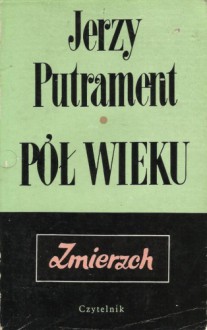 Jerzy
Putrament
PÓŁ WIEKU
Zmierzch
Czytelnik